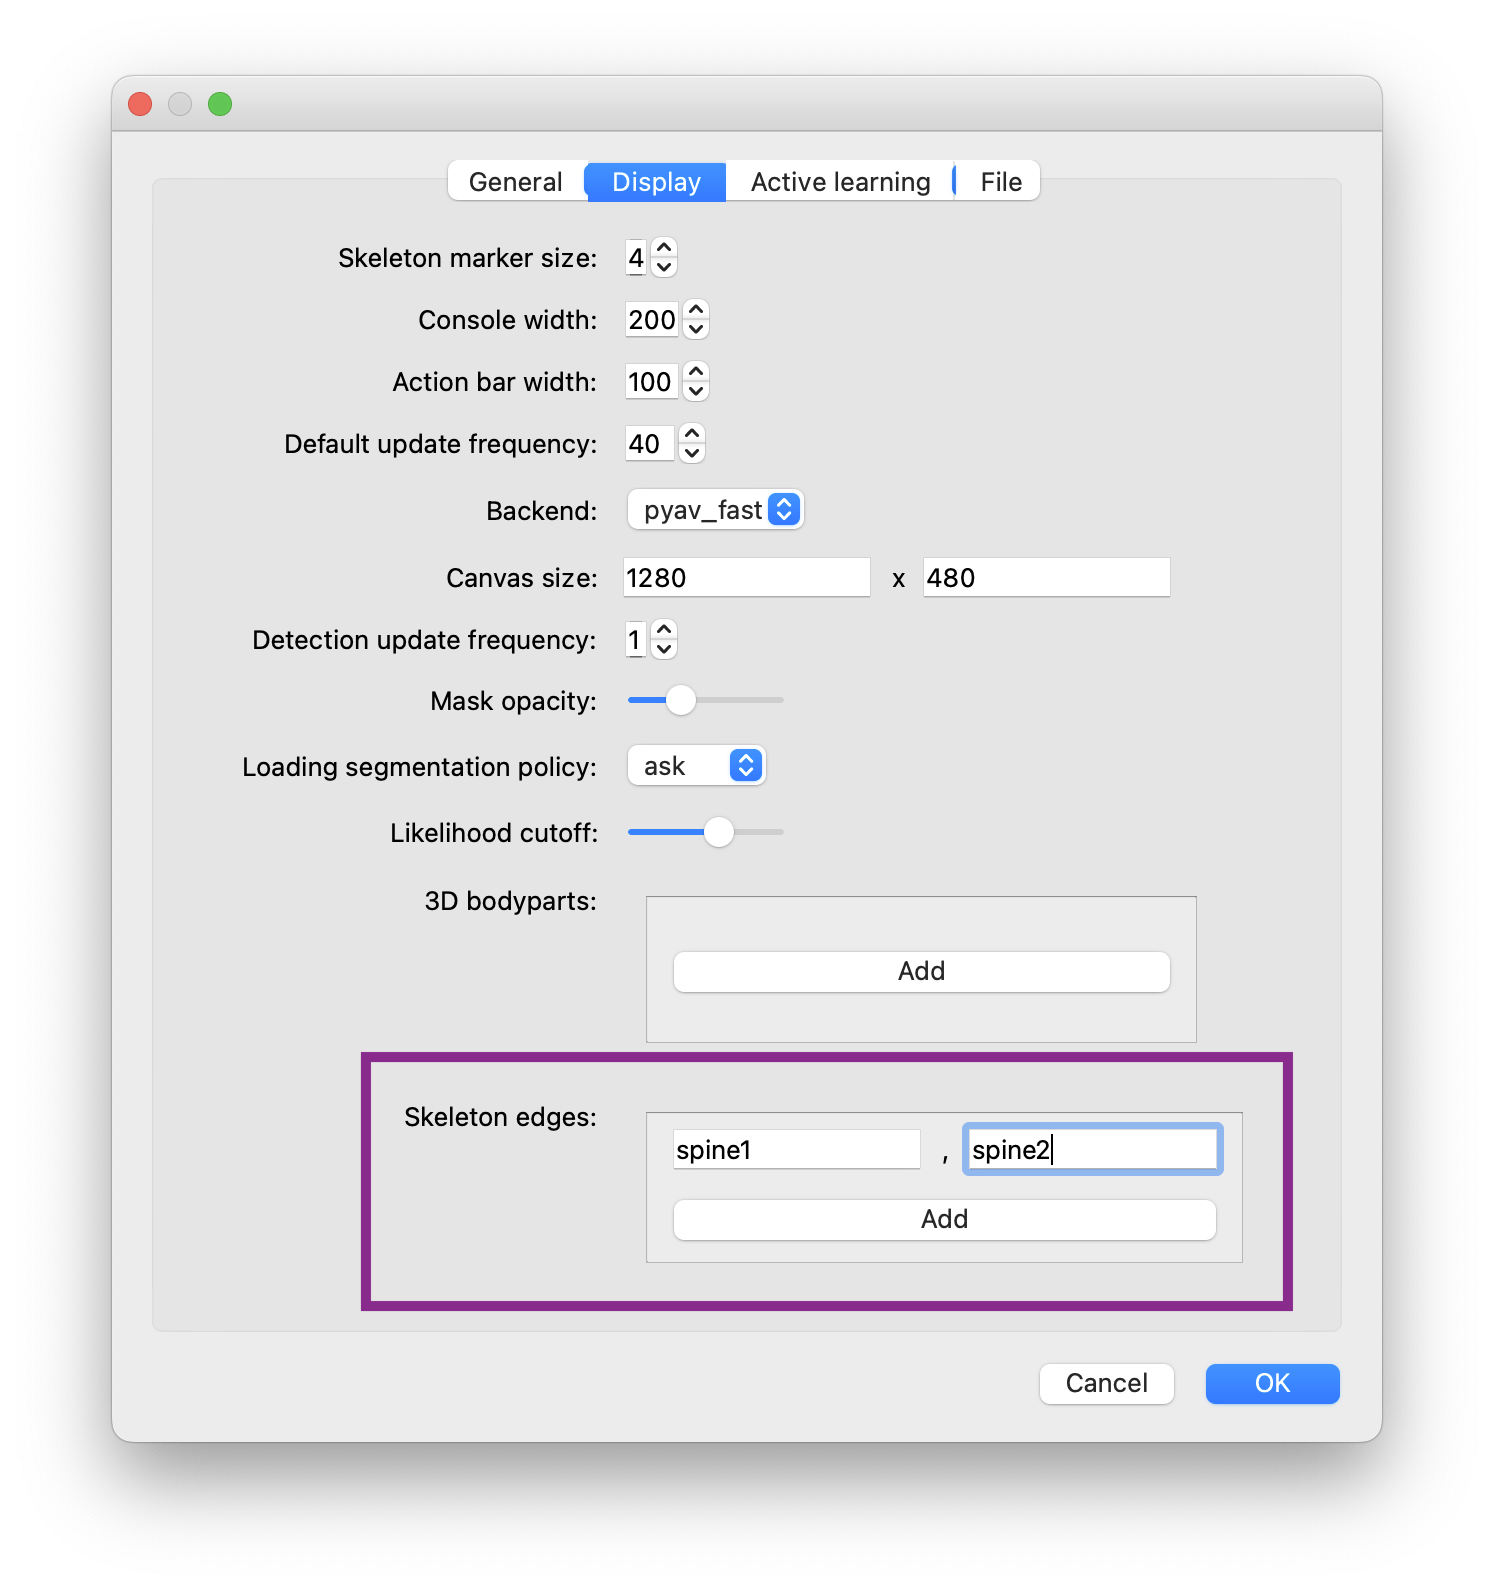 General Display Active learning File
Skeleton marker size: 4
Console width: 200
Action bar width: 100
Default update frequency: 40
Backend: pyav_fast
Canvas size: 1280 x 480
Detection update frequency: 1
Mask opacity:
Loading segmentation policy: ask
Likelihood cutoff:
3D bodyparts:
Add
Skeleton edges:
spine1 , spine2
Add
Cancel OK